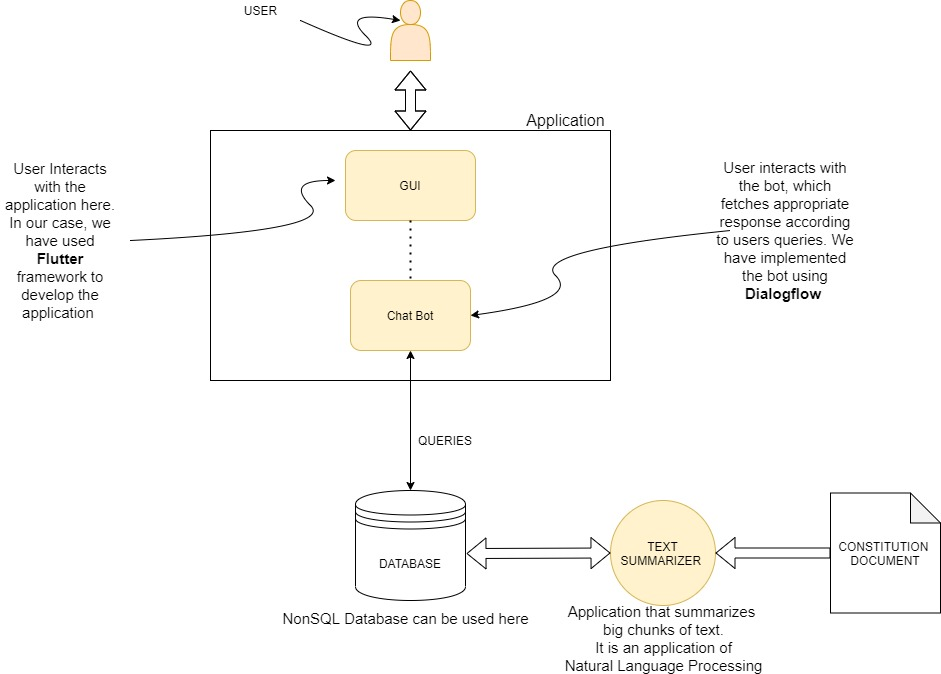 USER
Application
User Interacts
with the
application here.
In our case, we
have used
Flutter
framework to
develop the
application
GUI
User interacts with
the bot, which
fetches appropriate
response according
to users queries. We
have implemented
the bot using
Dialogflow
Chat Bot
QUERIES
DATABASE
NonSQL Database can be used here
TEXT
SUMMARIZER
Application that summarizes
big chunks of text.
It is an application of
Natural Language Processing
CONSTITUTION
DOCUMENT